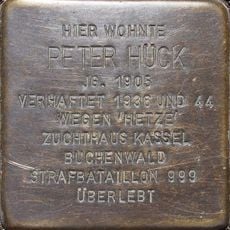 HIER WOHNTE
PETER HÜCK
JG. 1905
VERHAFTET 1936 UND 44
WEGEN 'HETZE'
ZUCHTHAUS KASSEL
BUCHENWALD
STRAFBATAILLON 999
ÜBERLEBT